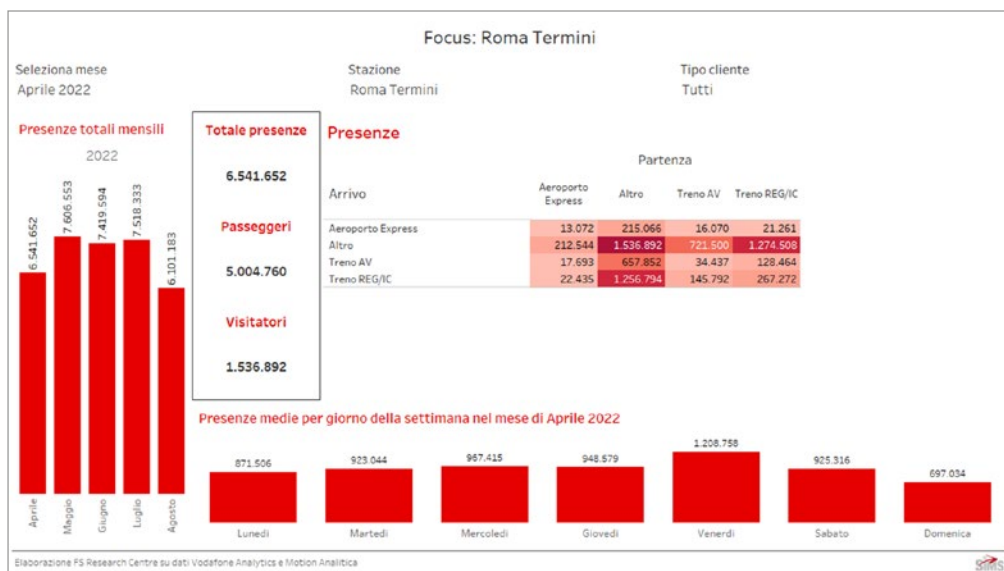 Focus: Roma Termini
Seleziona mese
Aprile 2022
Stazione
Roma Termini
Tipo cliente
Tutti
Presenze totali mensili
2022
6.541.652
7.606.553
7.419.594
7.518.333
6.101.183
Aprile
Maggio
Giugno
Luglio
Agosto
Totale presenze
6.541.652
Passeggeri
5.004.760
Visitatori
1.536.892
Presenze
Partenza
Arrivo Aeroporto Express Altro Treno AV Treno REG/IC
Aeroporto Express 13.072 215.066 16.070 21.261
Altro 212.544 1.536.892 721.500 1.274.508
Treno AV 17.693 657.852 34.437 128.464
Treno REG/IC 22.435 1.256.794 145.792 267.272
Presenze medie per giorno della settimana nel mese di Aprile 2022
871.506 923.044 967.415 948.579 1.208.758 925.316 697.034
Lunedì Martedì Mercoledì Giovedì Venerdì Sabato Domenica
Elaborazione FS Research Centre su dati Vodafone Analytics e Motion Analitica
SIMS